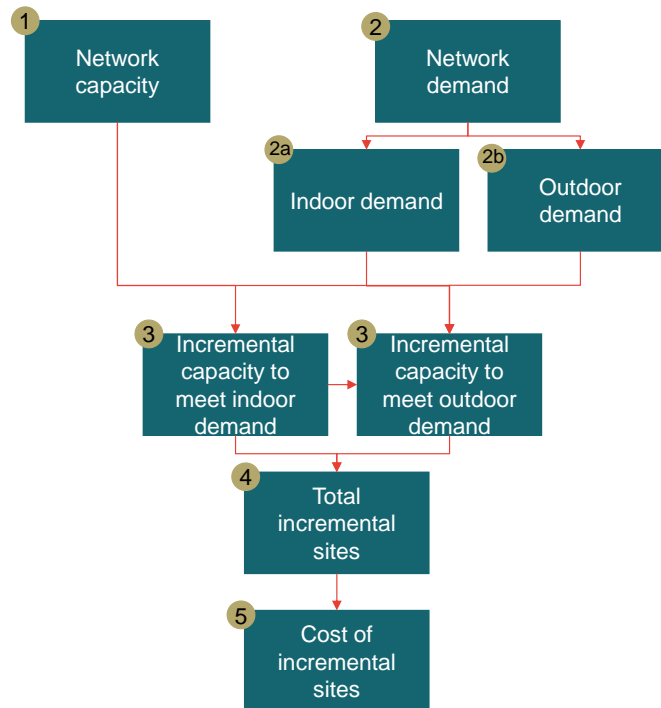 1
Network
capacity
2
Network
demand
2a
Indoor demand
2b
Outdoor
demand
3
Incremental
capacity to
meet indoor
demand
3
Incremental
capacity to
meet outdoor
demand
4
Total
incremental
sites
5
Cost of
incremental
sites